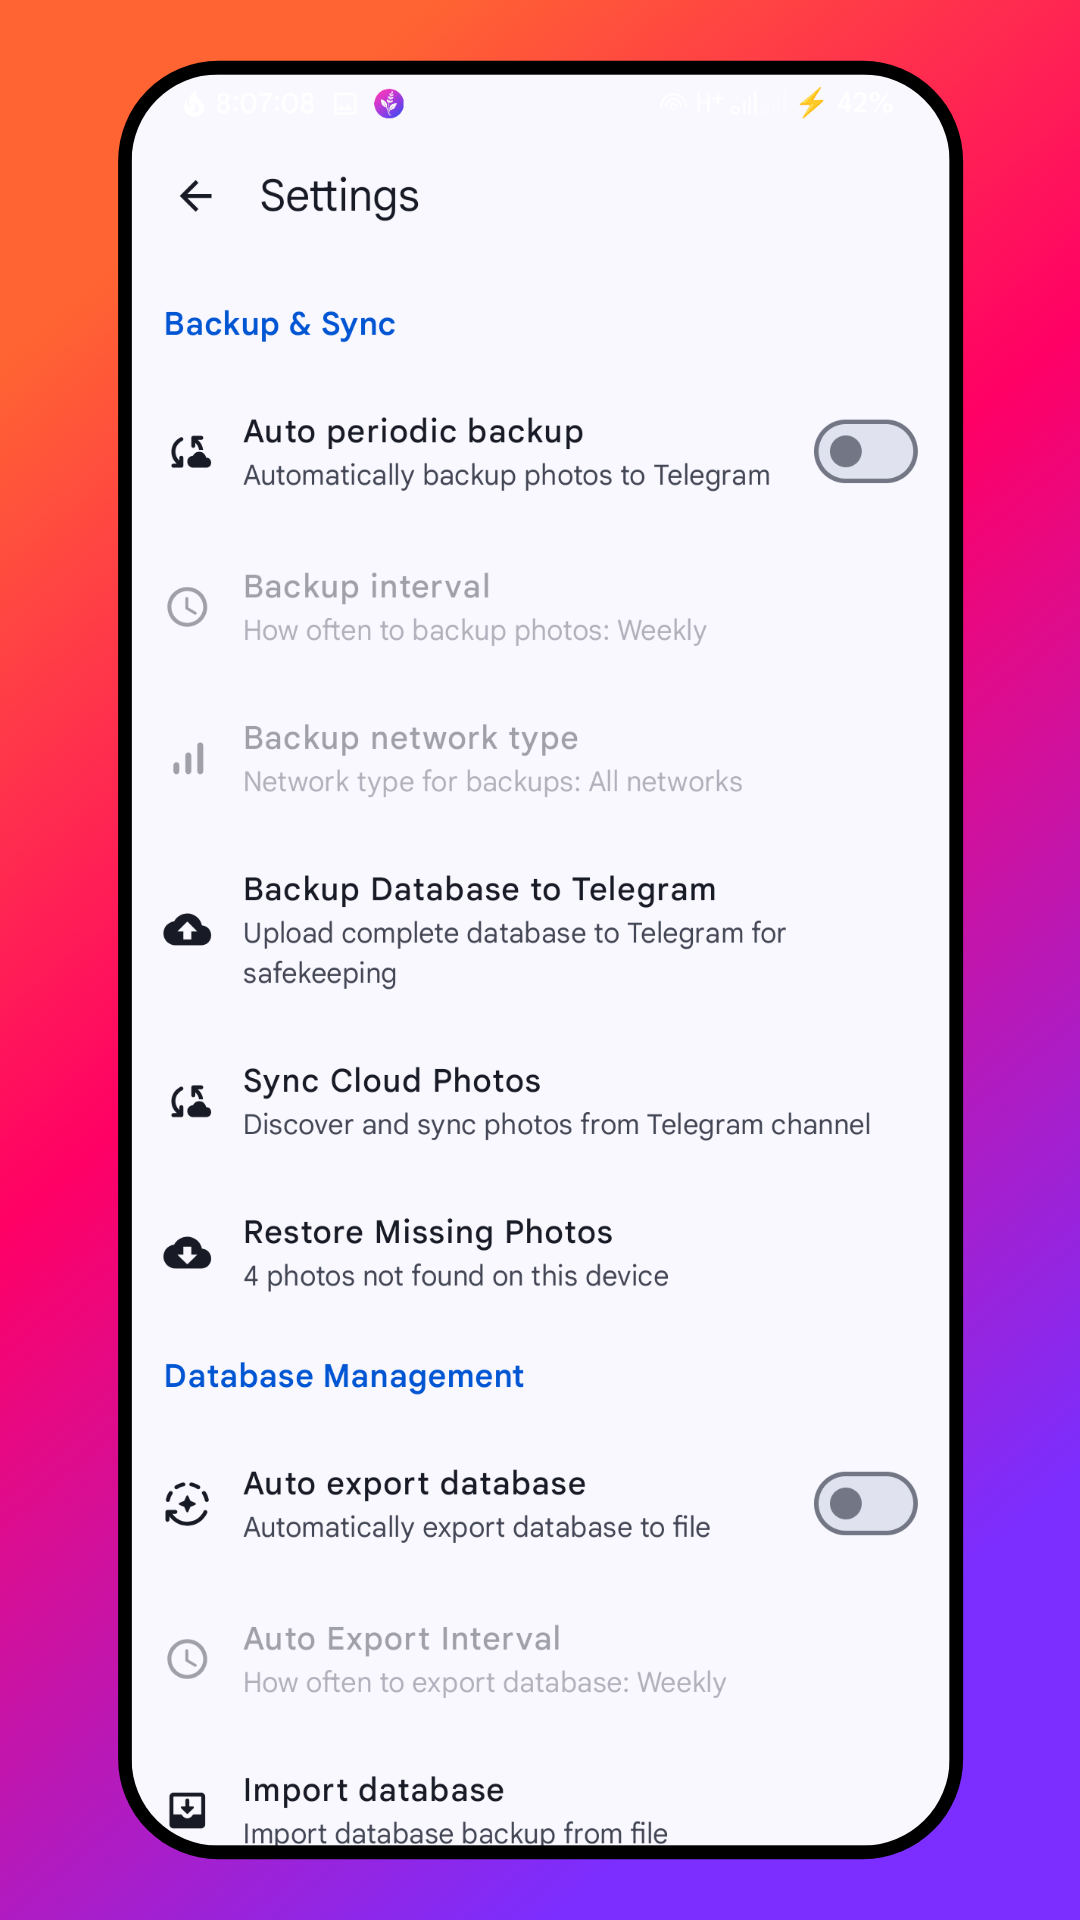 8:07:08 H+ 42%
Settings
Backup & Sync
Auto periodic backup
Automatically backup photos to Telegram
Backup interval
How often to backup photos: Weekly
Backup network type
Network type for backups: All networks
Backup Database to Telegram
Upload complete database to Telegram for
safekeeping
Sync Cloud Photos
Discover and sync photos from Telegram channel
Restore Missing Photos
4 photos not found on this device
Database Management
Auto export database
Automatically export database to file
Auto Export Interval
How often to export database: Weekly
Import database
Import database backup from file